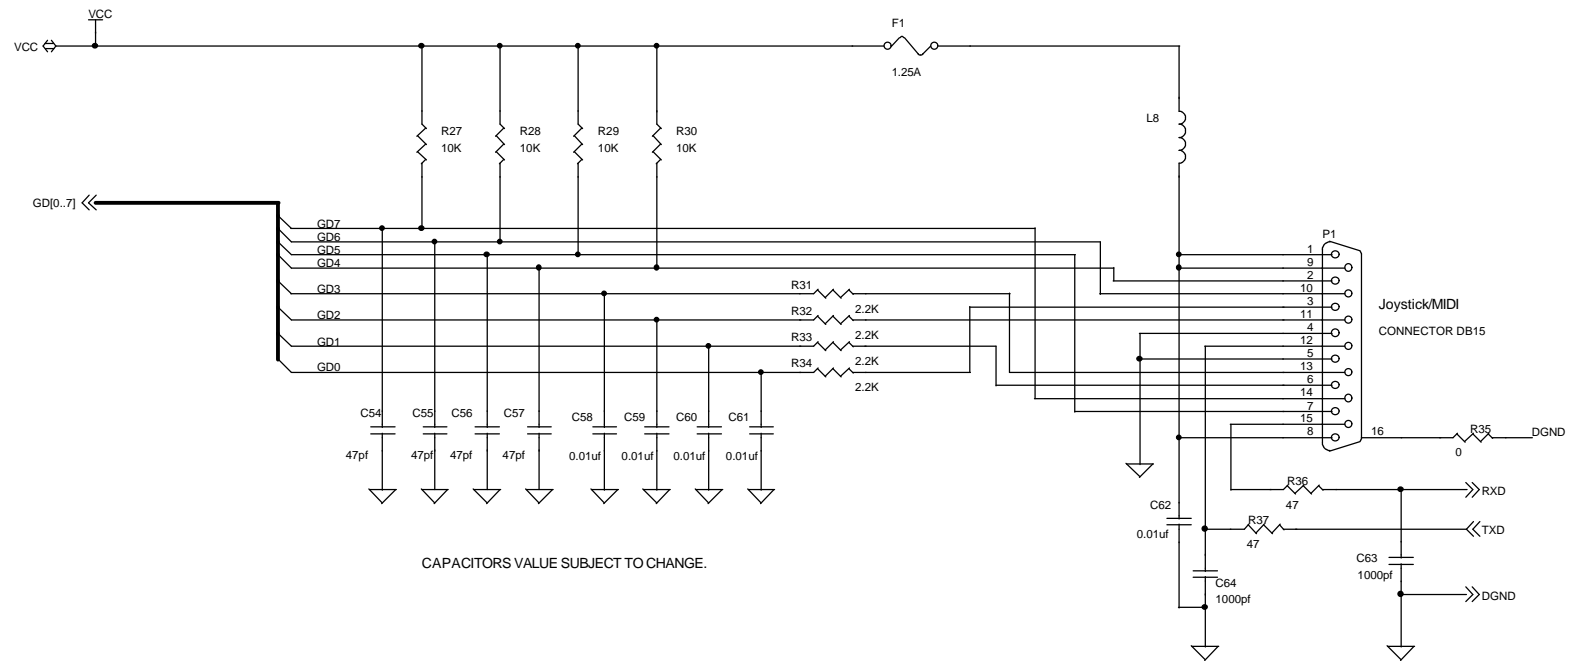 VCC
VCC
F1
1.25A
L8
R27
10K
R28
10K
R29
10K
R30
10K
GD[0..7]
GD7
GD6
GD5
GD4
GD3
GD2
GD1
GD0
R31
R32
2.2K
R33
2.2K
R34
2.2K
2.2K
P1
1
9
2
10
3
11
4
12
5
13
6
14
7
15
8
16
Joystick/MIDI
CONNECTOR DB15
C54
47pf
C55
47pf
C56
47pf
C57
47pf
C58
0.01uf
C59
0.01uf
C60
0.01uf
C61
0.01uf
R35
0
DGND
R36
47
RXD
C62
0.01uf
R37
47
TXD
C63
1000pf
C64
1000pf
DGND
CAPACITORS VALUE SUBJECT TO CHANGE.